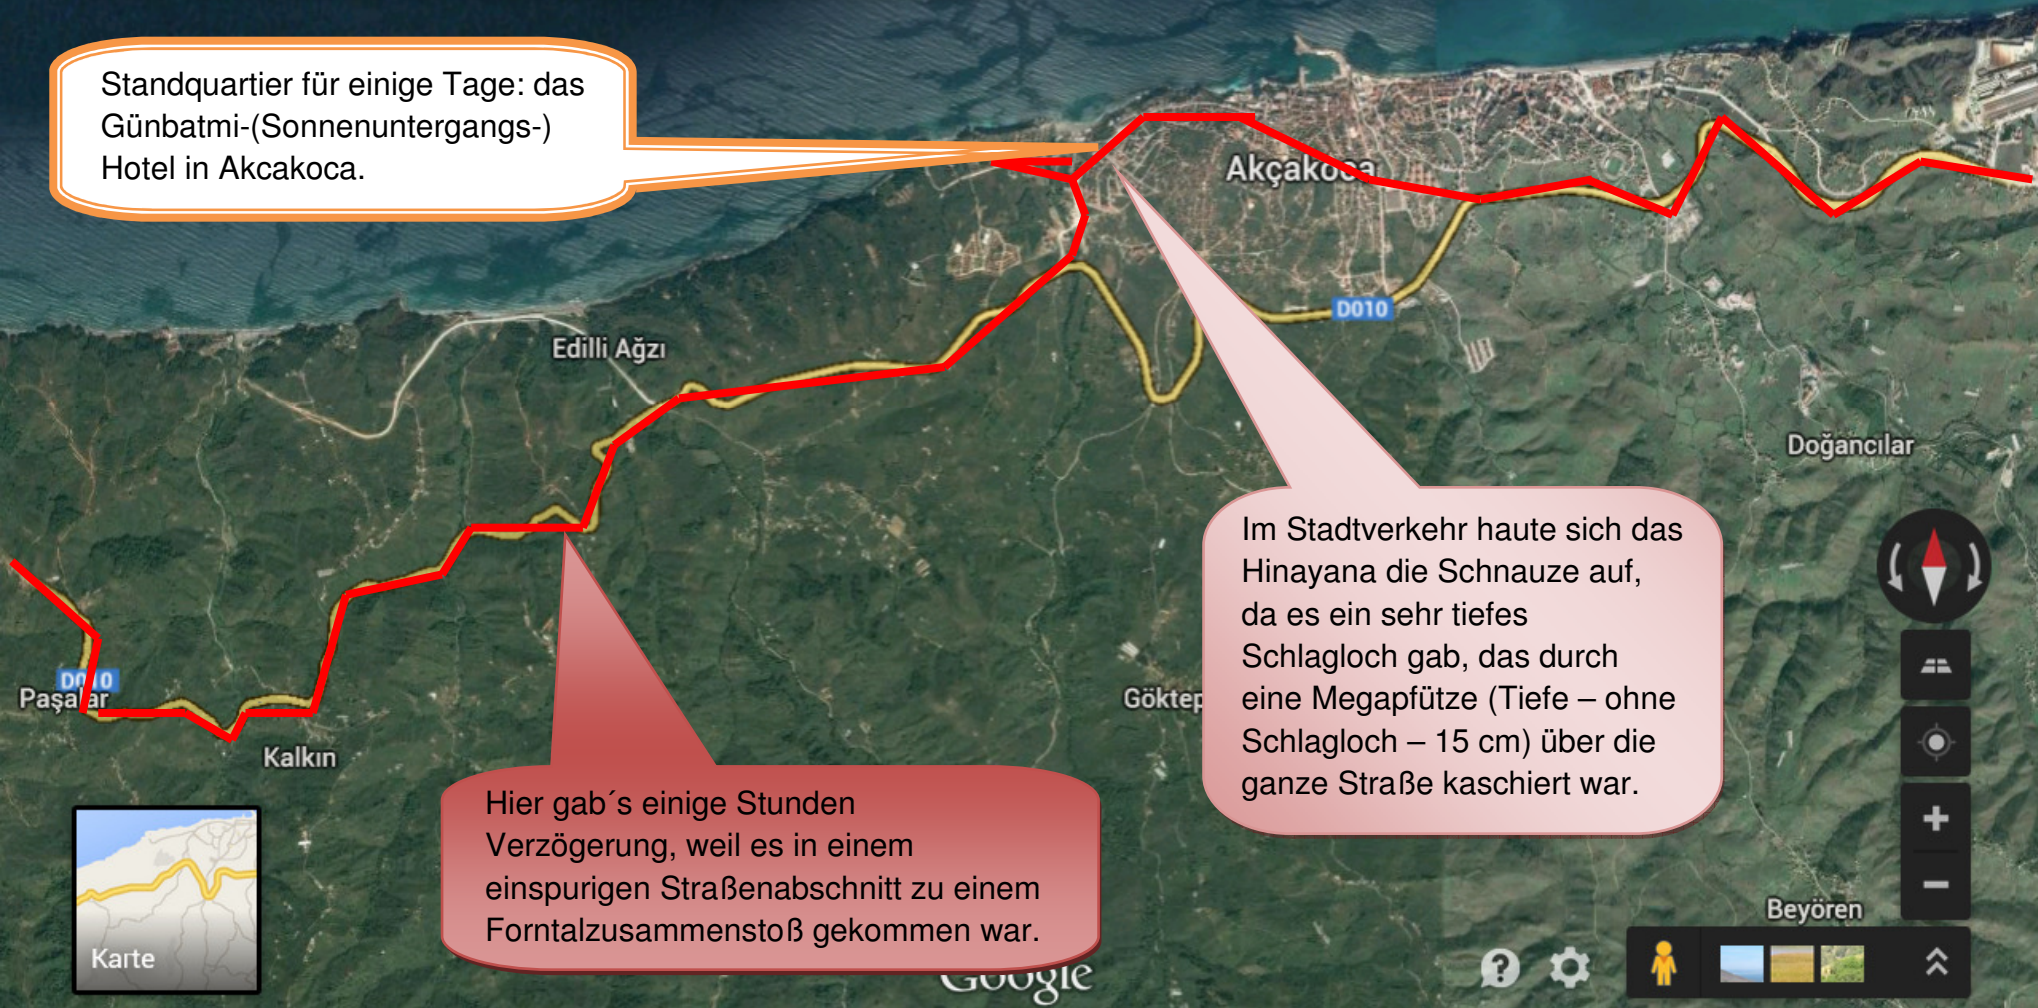 Standquartier für einige Tage: das
Günbatmi-(Sonnenuntergangs-)
Hotel in Akcakoca.
Akçakoca
D010
Edilli Ağzı
Doğancılar
Im Stadtverkehr haute sich das
Hinayana die Schnauze auf,
da es ein sehr tiefes
Schlagloch gab, das durch
eine Megapfütze (Tiefe – ohne
Schlagloch – 15 cm) über die
ganze Straße kaschiert war.
D010
Paşalar
Göktep
Kalkın
Hier gab´s einige Stunden
Verzögerung, weil es in einem
einspurigen Straßenabschnitt zu einem
Forntalzusammenstoß gekommen war.
Beyören
Karte
Google